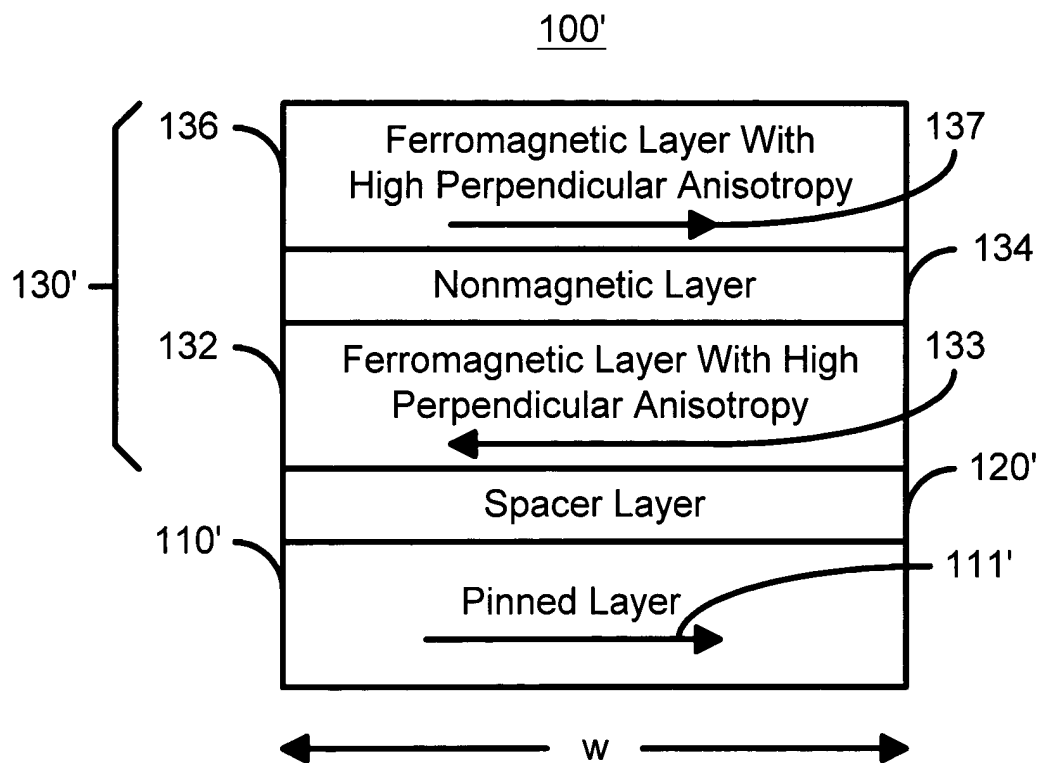 100'
136
Ferromagnetic Layer With
High Perpendicular Anisotropy
137
130'
Nonmagnetic Layer
134
132
Ferromagnetic Layer With High
Perpendicular Anisotropy
133
Spacer Layer
120'
110'
Pinned Layer
111'
w